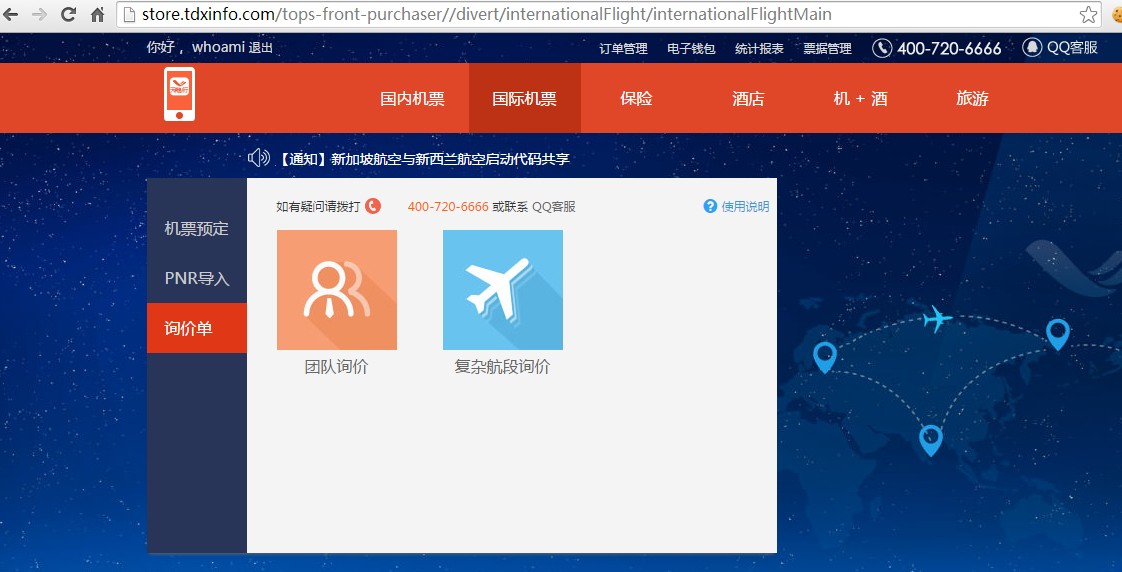 store.tdxinfo.com/tops-front-purchaser//divert/internationalFlight/internationalFlightMain
你好， whoami 退出 订单管理 电子钱包 统计报表 票据管理 400-720-6666 QQ客服
国内机票 国际机票 保险 酒店 机 + 酒 旅游
【通知】新加坡航空与新西兰航空启动代码共享
如有疑问请拨打 400-720-6666 或联系 QQ客服 使用说明
机票预定
PNR导入
询价单
团队询价 复杂航段询价